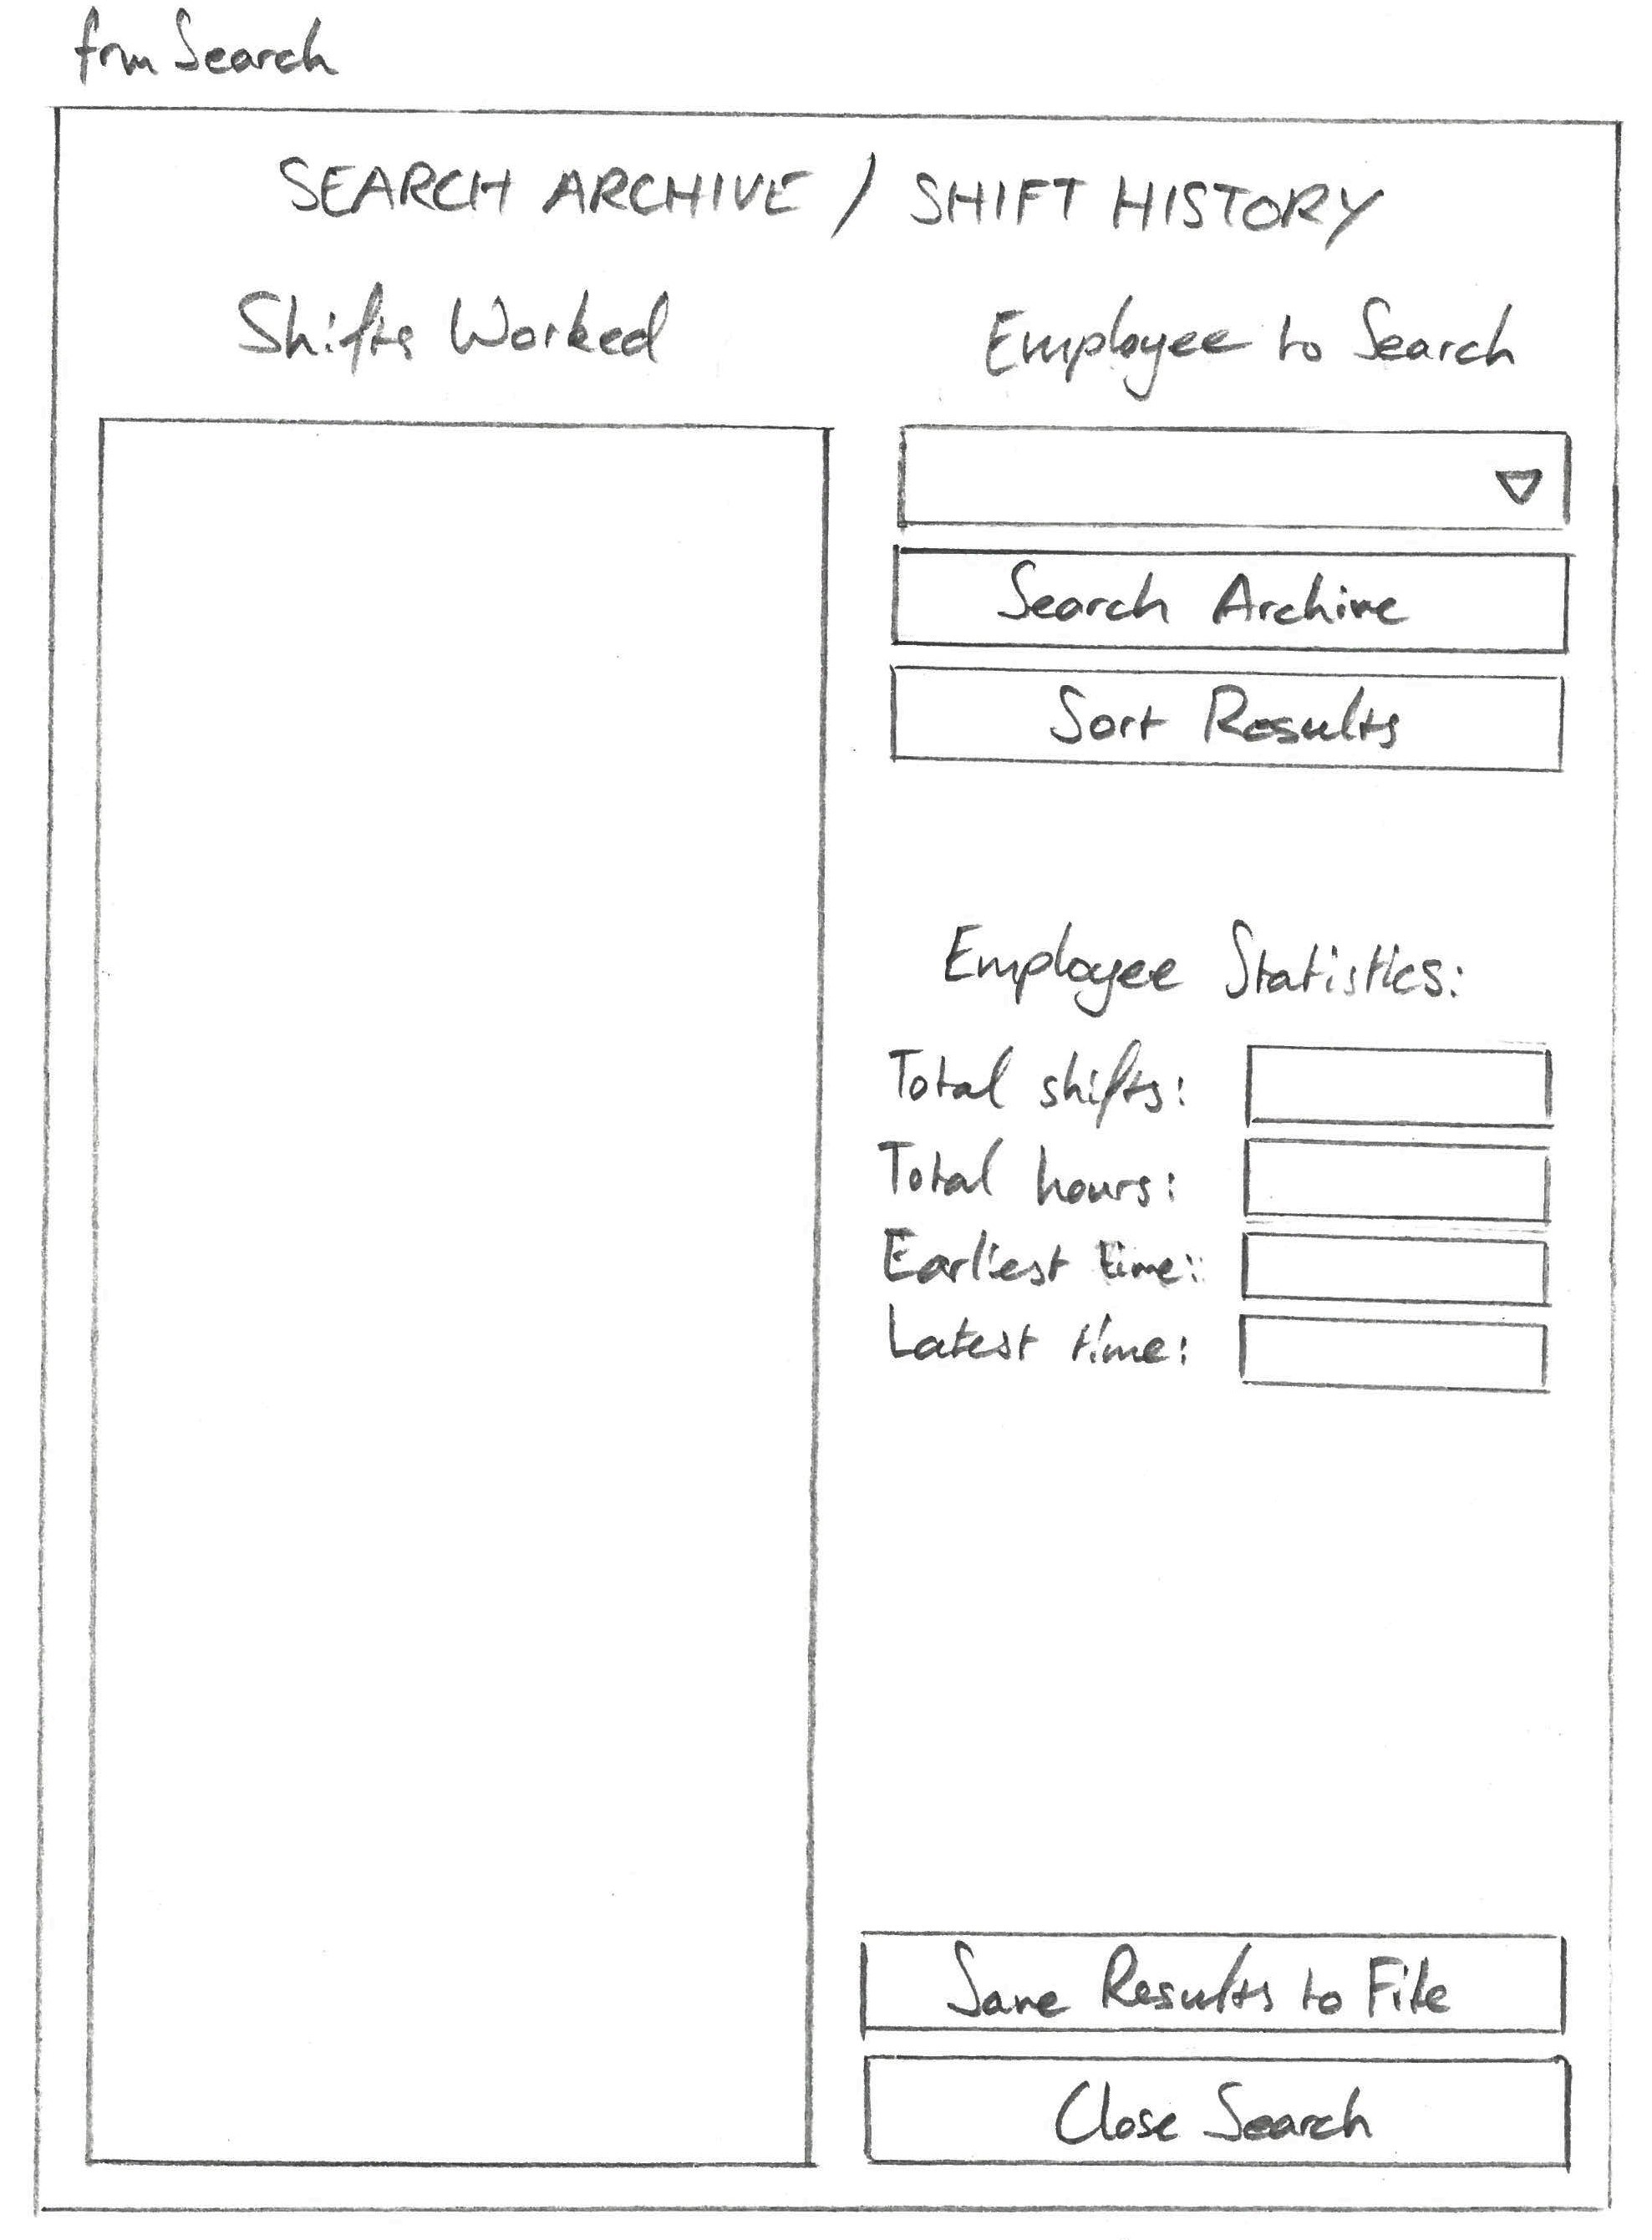 frmSearch
SEARCH ARCHIVE / SHIFT HISTORY
Shifts Worked
Employee to Search
Search Archive
Sort Results
Employee Statistics:
Total shifts:
Total hours:
Earliest time:
Latest time:
Save Results to File
Close Search